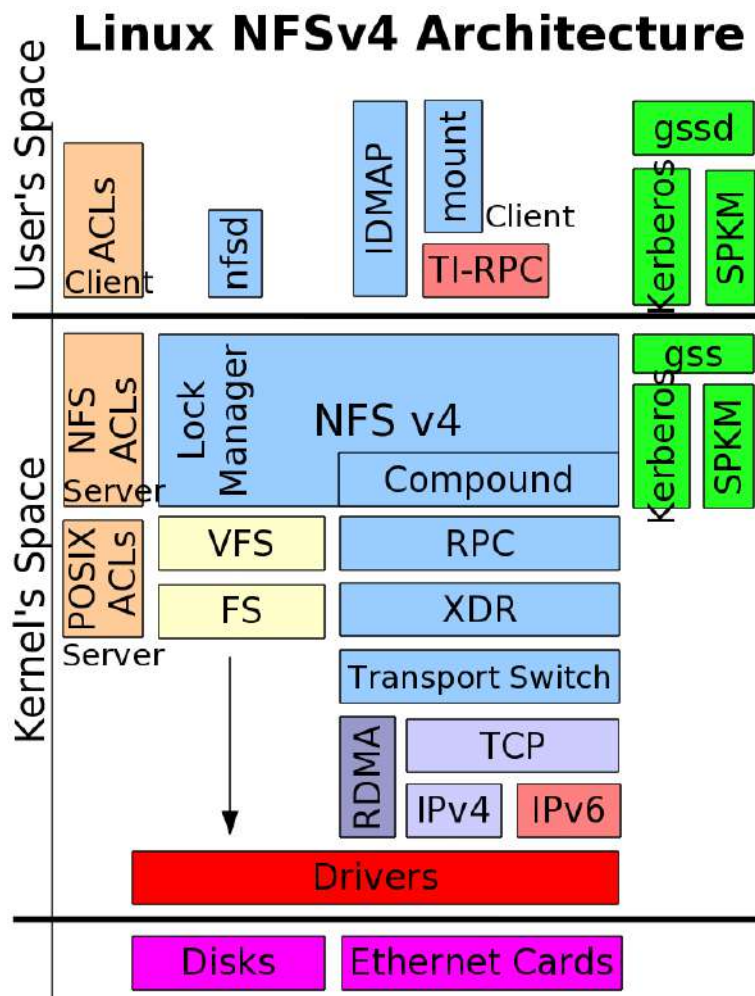 Linux NFSv4 Architecture
User's Space
ACLs
Client
nfsd
IDMAP
mount
Client
TI-RPC
gssd
Kerberos
SPKM
Kernel's Space
NFS
ACLs
Server
Lock
Manager
NFS v4
Compound
gss
Kerberos
SPKM
POSIX
ACLs
Server
VFS
RPC
FS
XDR
Transport Switch
RDMA
TCP
IPv4
IPv6
Drivers
Disks
Ethernet Cards